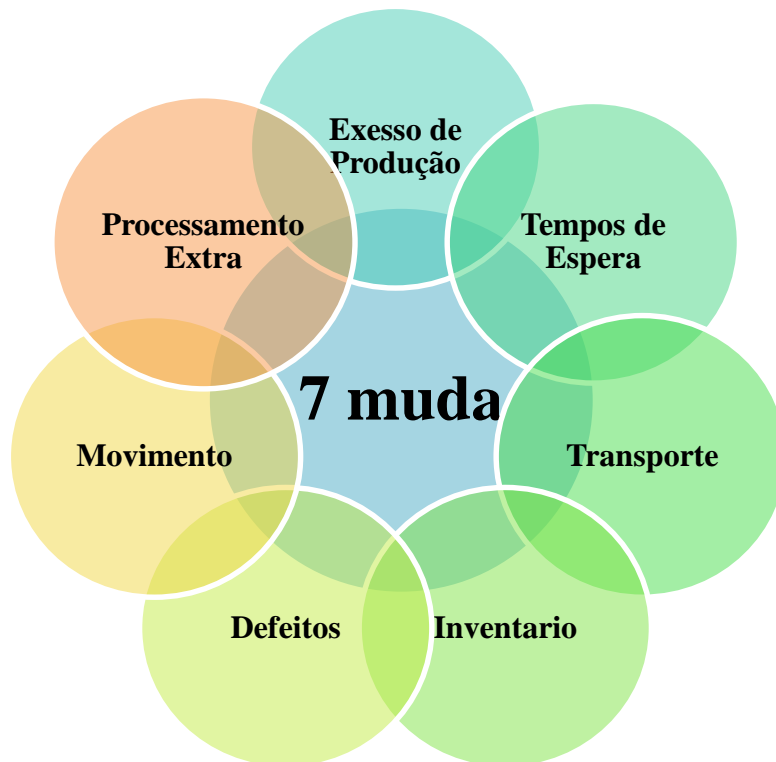 Exesso de
Produção
Tempos de
Espera
Transporte
Inventario
Defeitos
Movimento
Processamento
Extra
7 muda